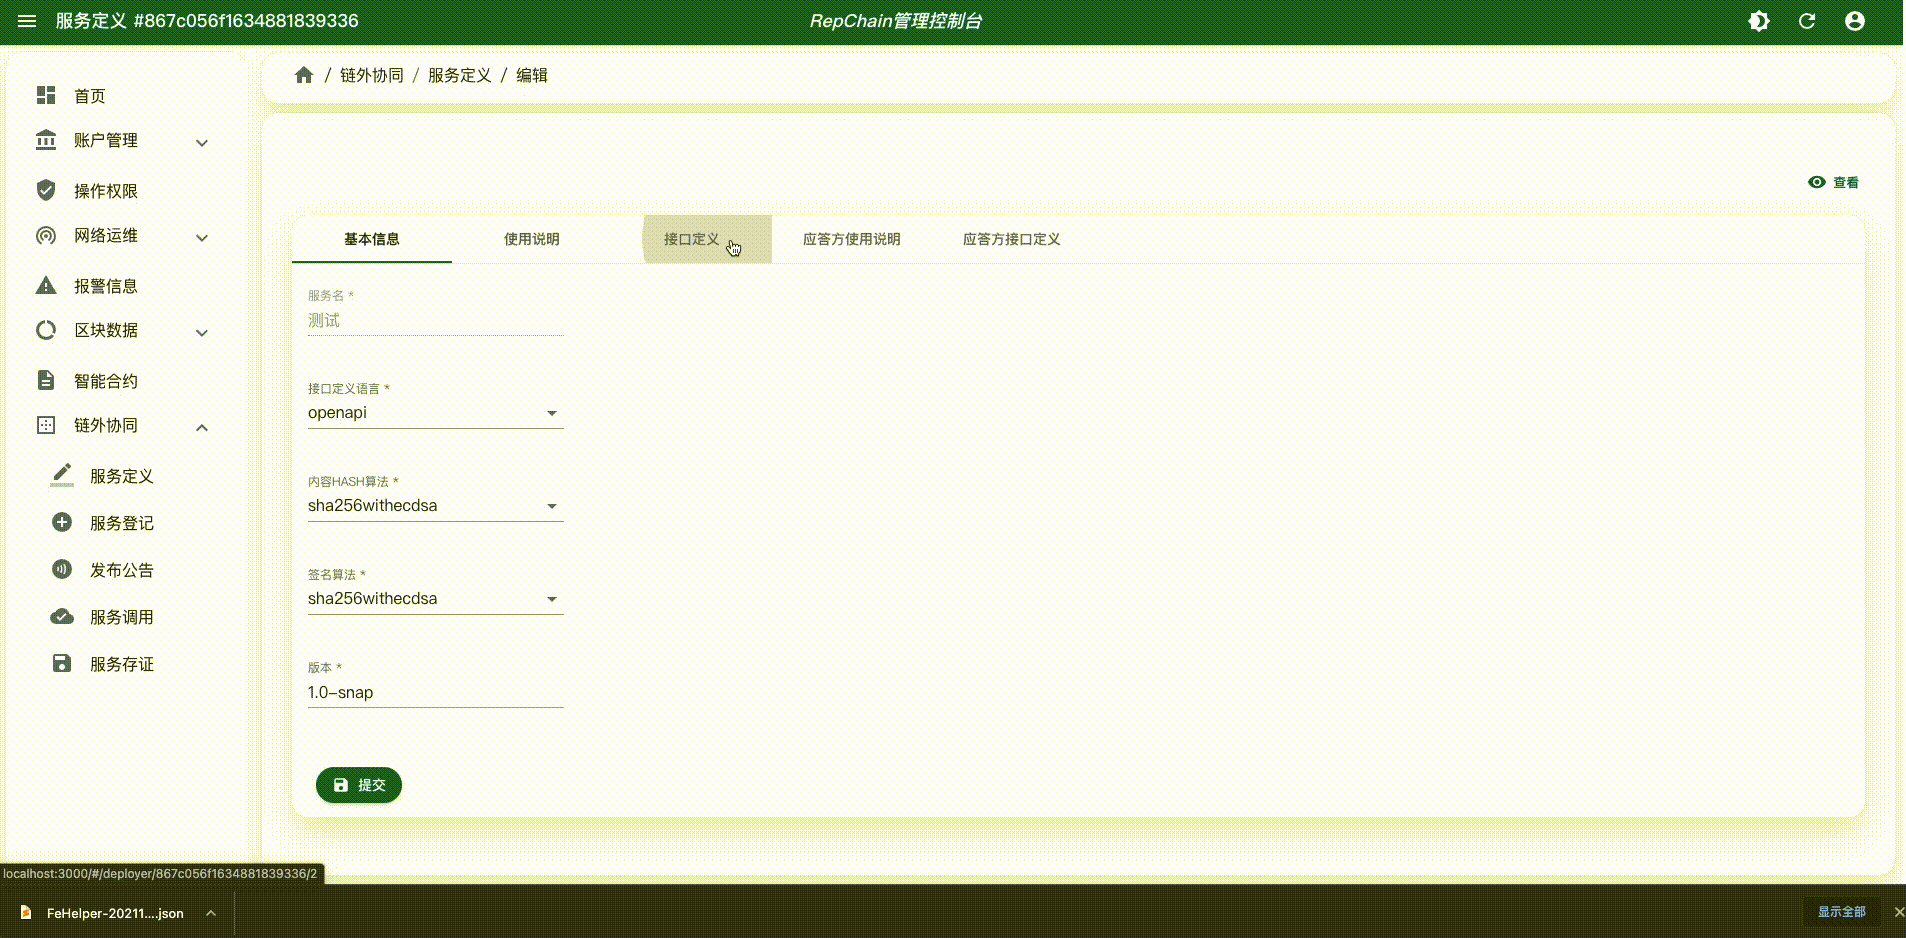 服务定义 #867c056f1634881839336
RepChain管理控制台
/ 链外协同 / 服务定义 / 编辑
首页
账户管理
操作权限
网络运维
报警信息
区块数据
智能合约
链外协同
服务定义
服务登记
发布公告
服务调用
服务存证
查看
基本信息 使用说明 接口定义 应答方使用说明 应答方接口定义
服务名 *
测试
接口定义语言 *
openapi
内容HASH算法 *
sha256withecdsa
签名算法 *
sha256withecdsa
版本 *
1.0-snap
提交
localhost:3000/#/deployer/867c056f1634881839336/2
FeHelper-20211....json
显示全部